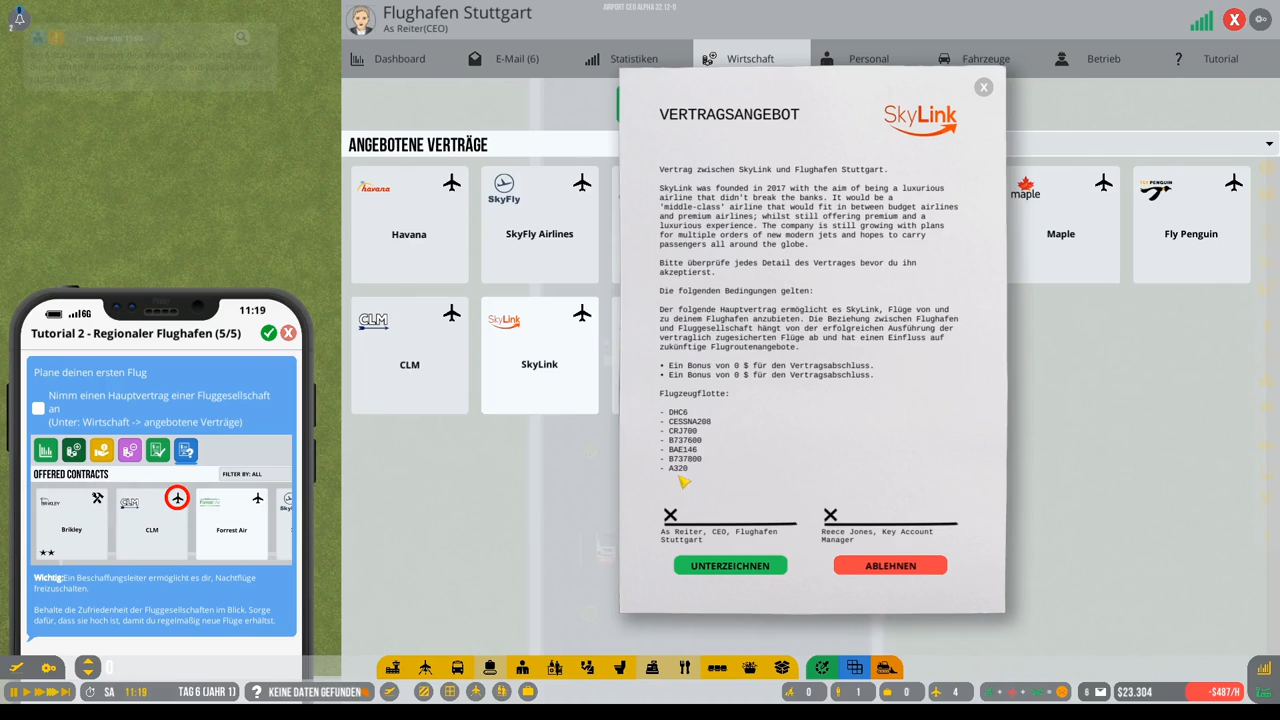 AIRPORT CEO ALPHA 32.12-0
Flughafen Stuttgart
As Reiter(CEO)
2
Dashboard
E-Mail (6)
Statistiken
Wirtschaft
Personal
Fahrzeuge
Betrieb
Tutorial
ANGEBOTENE VERTRÄGE
havana
Havana
SKYFLY
SkyFly Airlines
maple
Maple
FLY PENGUIN
Fly Penguin
CLM
CLM
SkyLink
SkyLink
VERTRAGSANGEBOT
SkyLink
Vertrag zwischen SkyLink und Flughafen Stuttgart.
SkyLink was founded in 2017 with the aim of being a luxurious
airline that didn't break the banks. It would be a
'middle-class' airline that would fit in between budget airlines
and premium airlines; whilst still offering premium and a
luxurious experience. The company is still growing with plans
for multiple orders of new modern jets and hopes to carry
passengers all around the globe.
Bitte überprüfe jedes Detail des Vertrages bevor du ihn
akzeptierst.
Die folgenden Bedingungen gelten:
Der folgende Hauptvertrag ermöglicht es SkyLink, Flüge von und
zu deinem Flughafen anzubieten. Die Beziehung zwischen Flughafen
und Fluggesellschaft hängt von der erfolgreichen Ausführung der
vertraglich zugesicherten Flüge ab und hat einen Einfluss auf
zukünftige Flugroutenangebote.
• Ein Bonus von 0 $ für den Vertragsabschluss.
• Ein Bonus von 0 $ für den Vertragsabschluss.
Flugzeugflotte:
- DHC6
- CESSNA208
- CRJ700
- B737600
- BAE146
- B737800
- A320
As Reiter, CEO, Flughafen
Stuttgart
Reece Jones, Key Account
Manager
UNTERZEICHNEN
ABLEHNEN
6G
11:19
Tutorial 2 - Regionaler Flughafen (5/5)
Plane deinen ersten Flug
Nimm einen Hauptvertrag einer Fluggesellschaft
an
(Unter: Wirtschaft -> angebotene Verträge)
OFFERED CONTRACTS
FILTER BY: ALL
BRIKLEY
Brikley
CLM
CLM
Forrest Air
Wichtig:Ein Beschaffungsleiter ermöglicht es dir, Nachtflüge
freizuschalten.
Behalte die Zufriedenheit der Fluggesellschaften im Blick. Sorge
dafür, dass sie hoch ist, damit du regelmäßig neue Flüge erhältst.
0
SA 11:19
TAG 6 (JAHR 1)
KEINE DATEN GEFUNDEN
0
1
0
4
6
$23.304
-$487/H